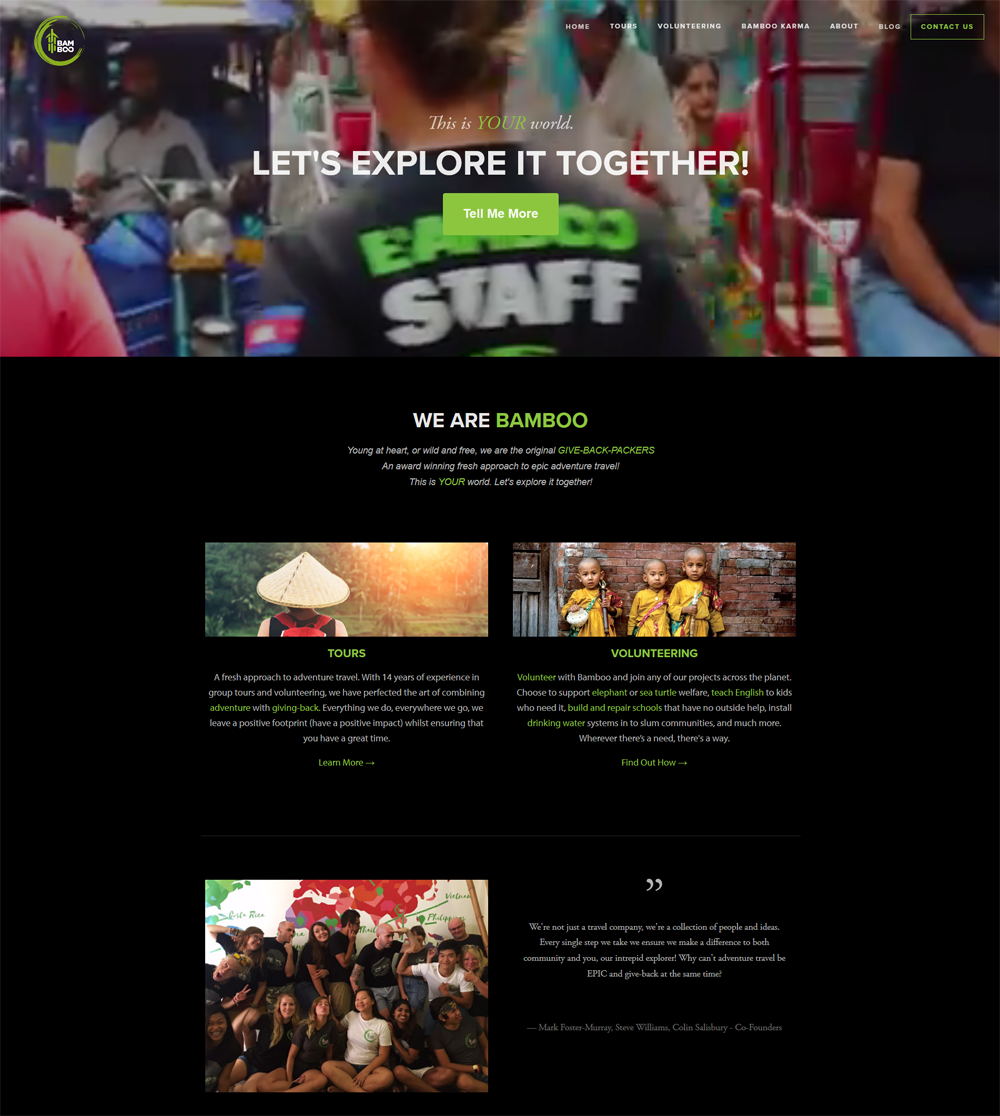 BAM
BOO
HOME TOURS VOLUNTEERING BAMBOO KARMA ABOUT BLOG CONTACT US
This is YOUR world.
LET'S EXPLORE IT TOGETHER!
Tell Me More
BAMBOO
STAFF
WE ARE BAMBOO
Young at heart, or wild and free, we are the original GIVE-BACK-PACKERS
An award winning fresh approach to epic adventure travel!
This is YOUR world. Let's explore it together!
TOURS
A fresh approach to adventure travel. With 14 years of experience in
group tours and volunteering, we have perfected the art of combining
adventure with giving-back. Everything we do, everywhere we go, we
leave a positive footprint (have a positive impact) whilst ensuring that
you have a great time.
Learn More →
VOLUNTEERING
Volunteer with Bamboo and join any of our projects across the planet.
Choose to support elephant or sea turtle welfare, teach English to kids
who need it, build and repair schools that have no outside help, install
drinking water systems in to slum communities, and much more.
Wherever there's a need, there's a way.
Find Out How →
Costa Rica
Vietnam
Philippines
”
We're not just a travel company, we're a collection of people and ideas.
Every single step we take we ensure we make a difference to both
community and you, our intrepid explorer! Why can't adventure travel be
EPIC and give-back at the same time?
— Mark Foster-Murray, Steve Williams, Colin Salisbury - Co-Founders